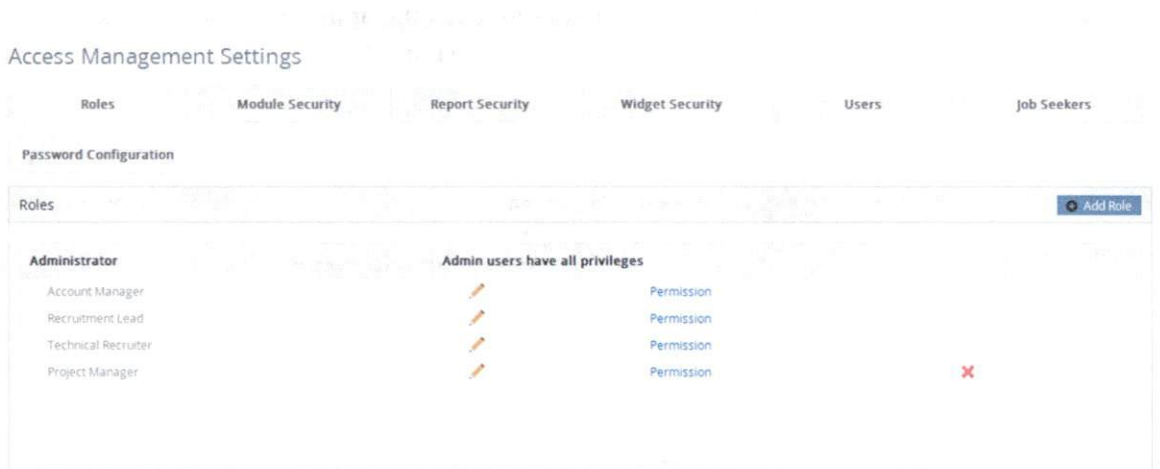 Access Management Settings
Roles Module Security Report Security Widget Security Users Job Seekers
Password Configuration
Roles Add Role
Administrator Admin users have all privileges
Account Manager Permission
Recruitment Lead Permission
Technical Recruiter Permission
Project Manager Permission